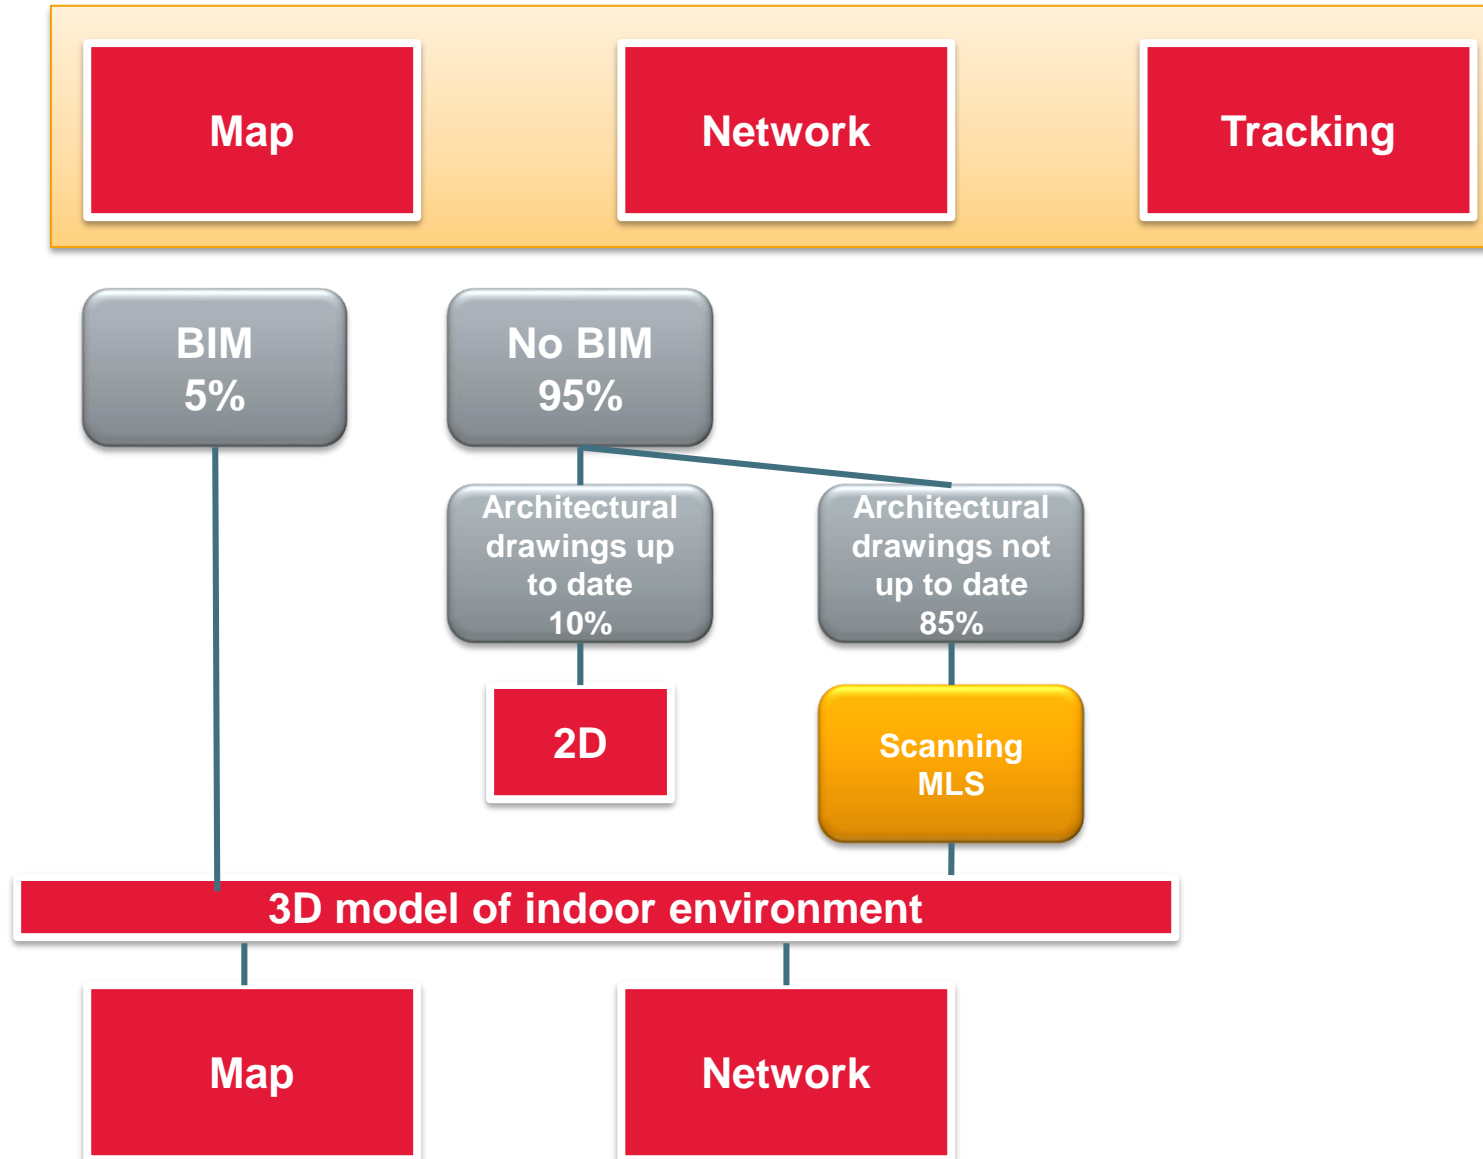 Map
Network
Tracking
BIM
5%
No BIM
95%
Architectural
drawings up
to date
10%
Architectural
drawings not
up to date
85%
2D
Scanning
MLS
3D model of indoor environment
Map
Network